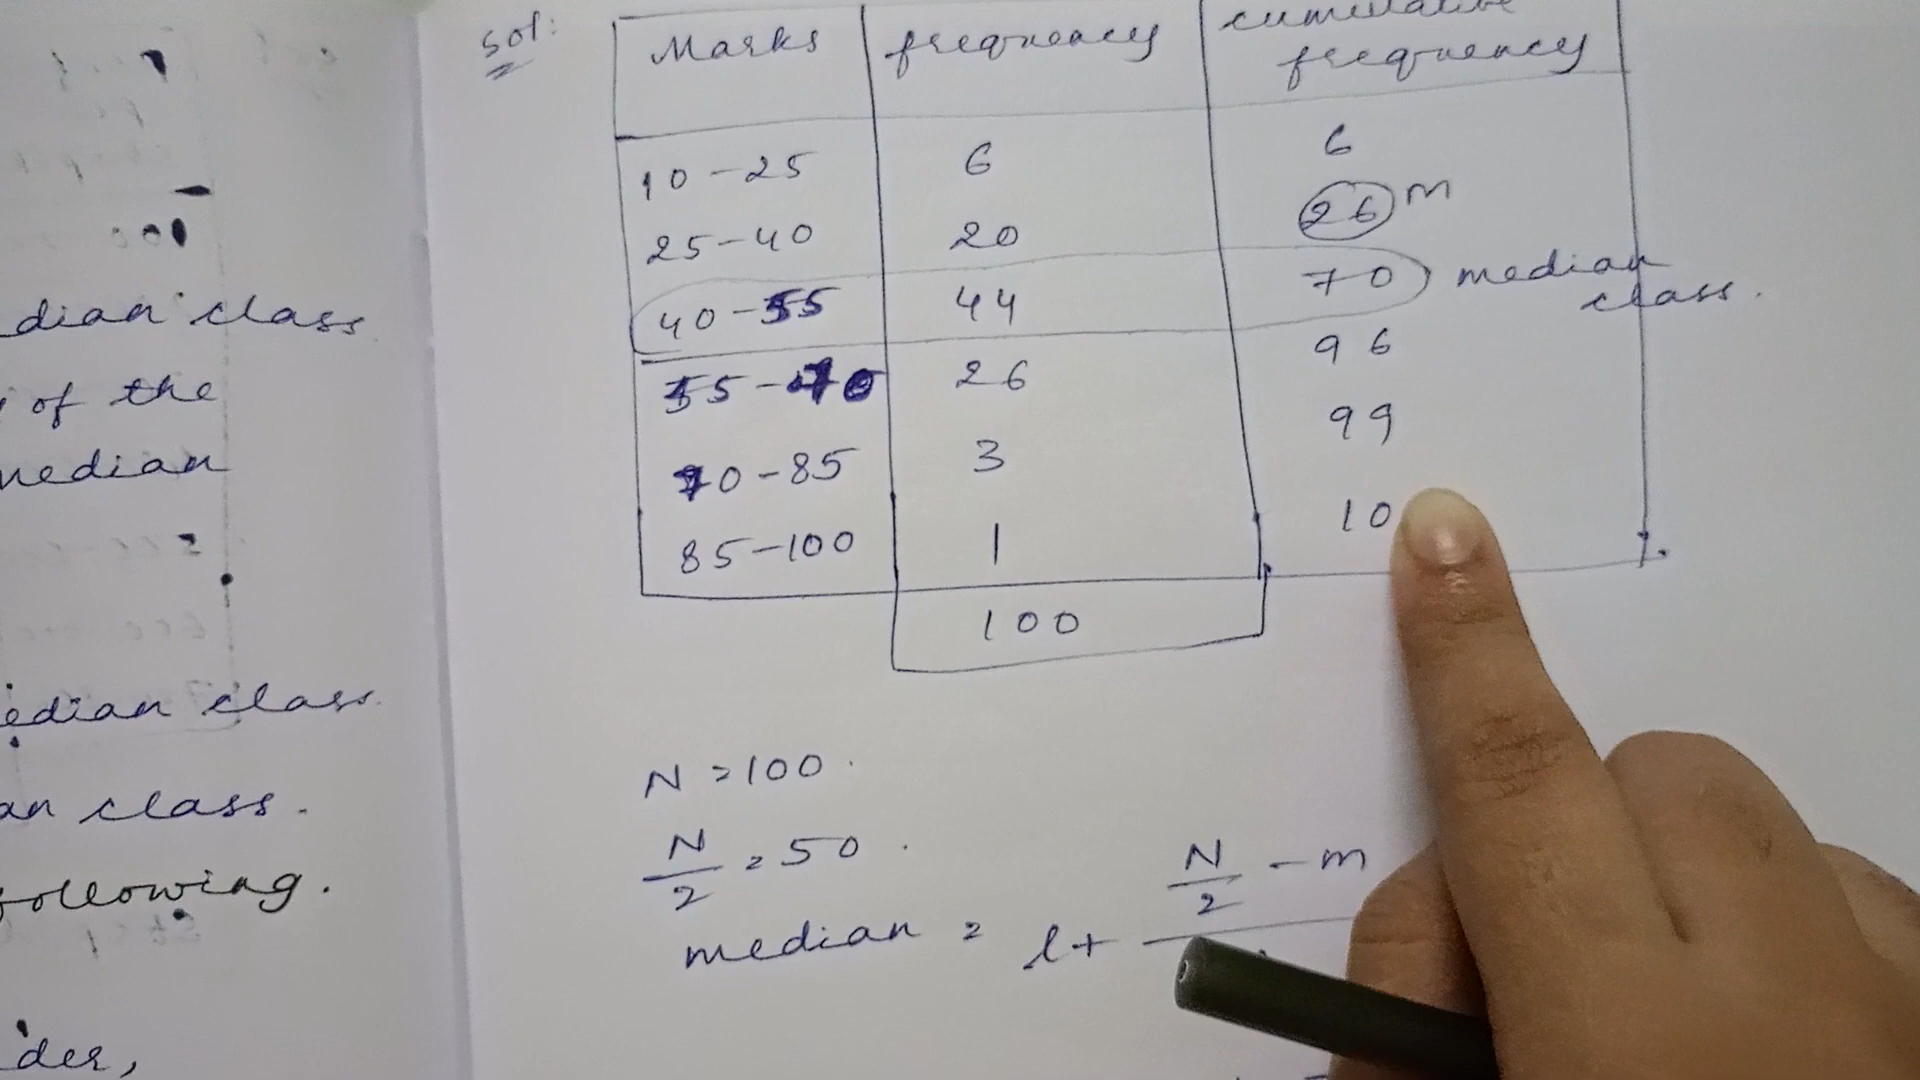 sol:
Marks frequency cumulative frequency
10-25 6 6
25-40 20 26 m
40-55 44 70 median class.
55-70 26 96
70-85 3 99
85-100 1 10
100
N = 100.
N/2 = 50.
median = l + N/2 - m
dian class
of the
median
edian class.
an class.
following.
der,